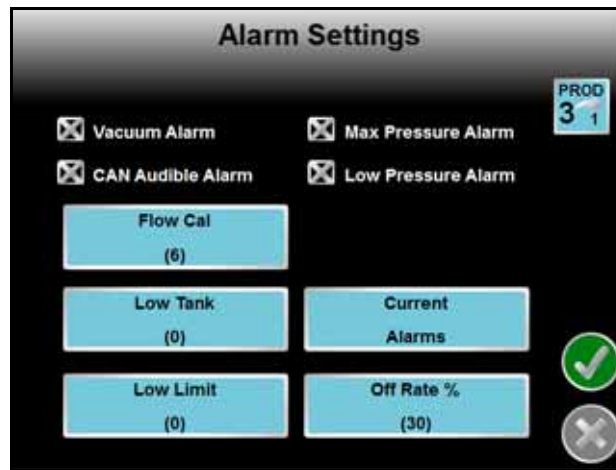 Alarm Settings
PROD
3 1
Vacuum Alarm
Max Pressure Alarm
CAN Audible Alarm
Low Pressure Alarm
Flow Cal
(6)
Low Tank
(0)
Current
Alarms
Low Limit
(0)
Off Rate %
(30)